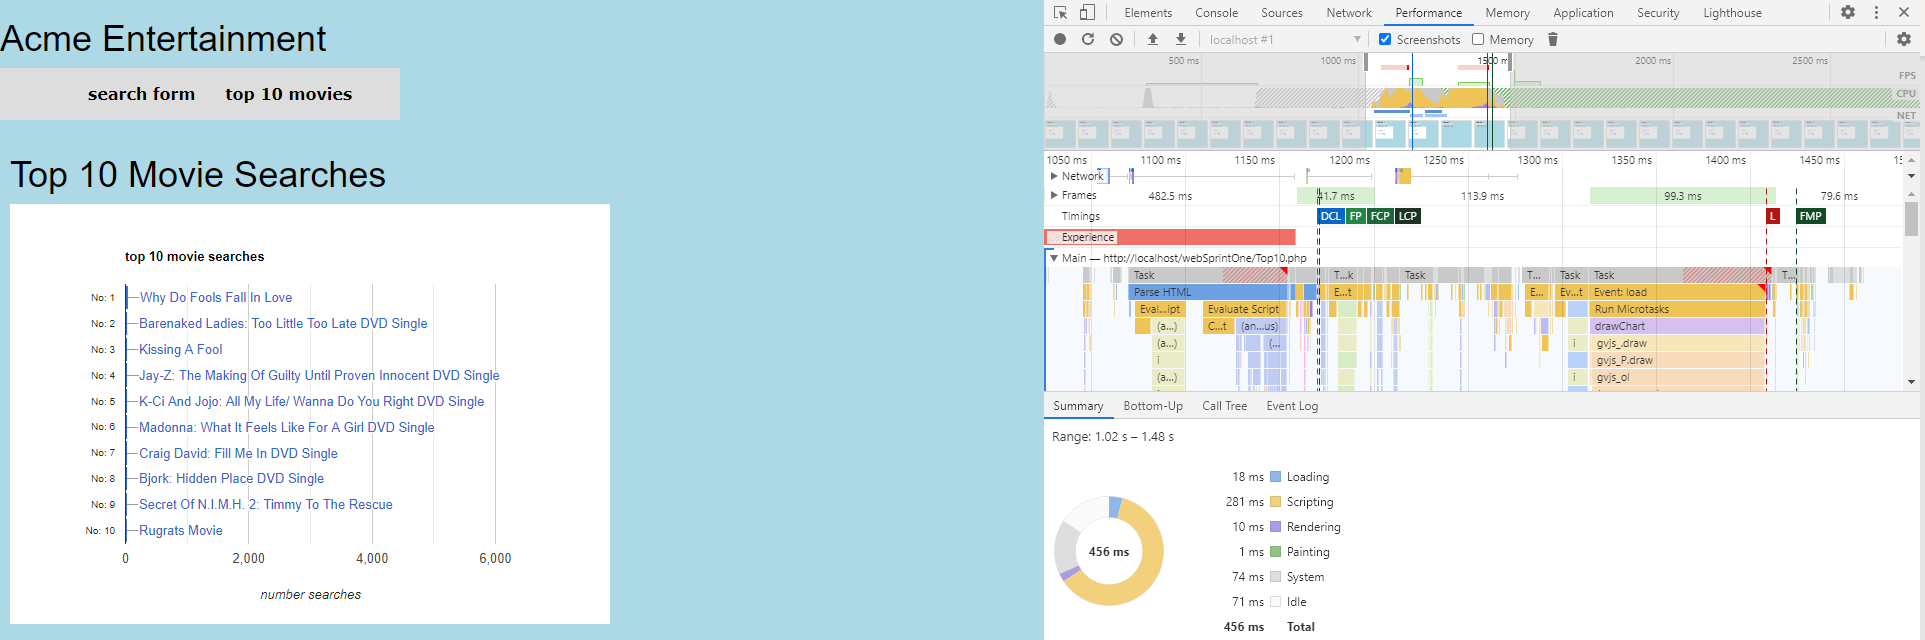 Acme Entertainment
search form top 10 movies
Top 10 Movie Searches
top 10 movie searches
No: 1 Why Do Fools Fall In Love
No: 2 Barenaked Ladies: Too Little Too Late DVD Single
No: 3 Kissing A Fool
No: 4 Jay-Z: The Making Of Guilty Until Proven Innocent DVD Single
No: 5 K-Ci And Jojo: All My Life/ Wanna Do You Right DVD Single
No: 6 Madonna: What It Feels Like For A Girl DVD Single
No: 7 Craig David: Fill Me In DVD Single
No: 8 Bjork: Hidden Place DVD Single
No: 9 Secret Of N.I.M.H. 2: Timmy To The Rescue
No: 10 Rugrats Movie
0 2,000 4,000 6,000
number searches
Elements Console Sources Network Performance Memory Application Security Lighthouse
localhost #1 Screenshots Memory
500 ms 1000 ms 1500 m 2000 ms 2500 ms
FPS
CPU
NET
1050 ms 1100 ms 1150 ms 1200 ms 1250 ms 1300 ms 1350 ms 1400 ms 1450 ms 15
Network
Frames 482.5 ms 41.7 ms 113.9 ms 99.3 ms 79.6 ms
Timings DCL FP FCP LCP L FMP
Experience
Main — http://localhost/webSprintOne/Top10.php
Task T...k Task T... Task Task T...
Parse HTML E...t E... Ev...t Event: load
Eval...ipt Evaluate Script Run Microtasks
(a...) C...t (an...us) drawChart
(a...) (... i gvjs_.draw
i gvjs_P.draw
(a...) i gvjs_ol
Summary Bottom-Up Call Tree Event Log
Range: 1.02 s – 1.48 s
18 ms Loading
281 ms Scripting
10 ms Rendering
456 ms
1 ms Painting
74 ms System
71 ms Idle
456 ms Total